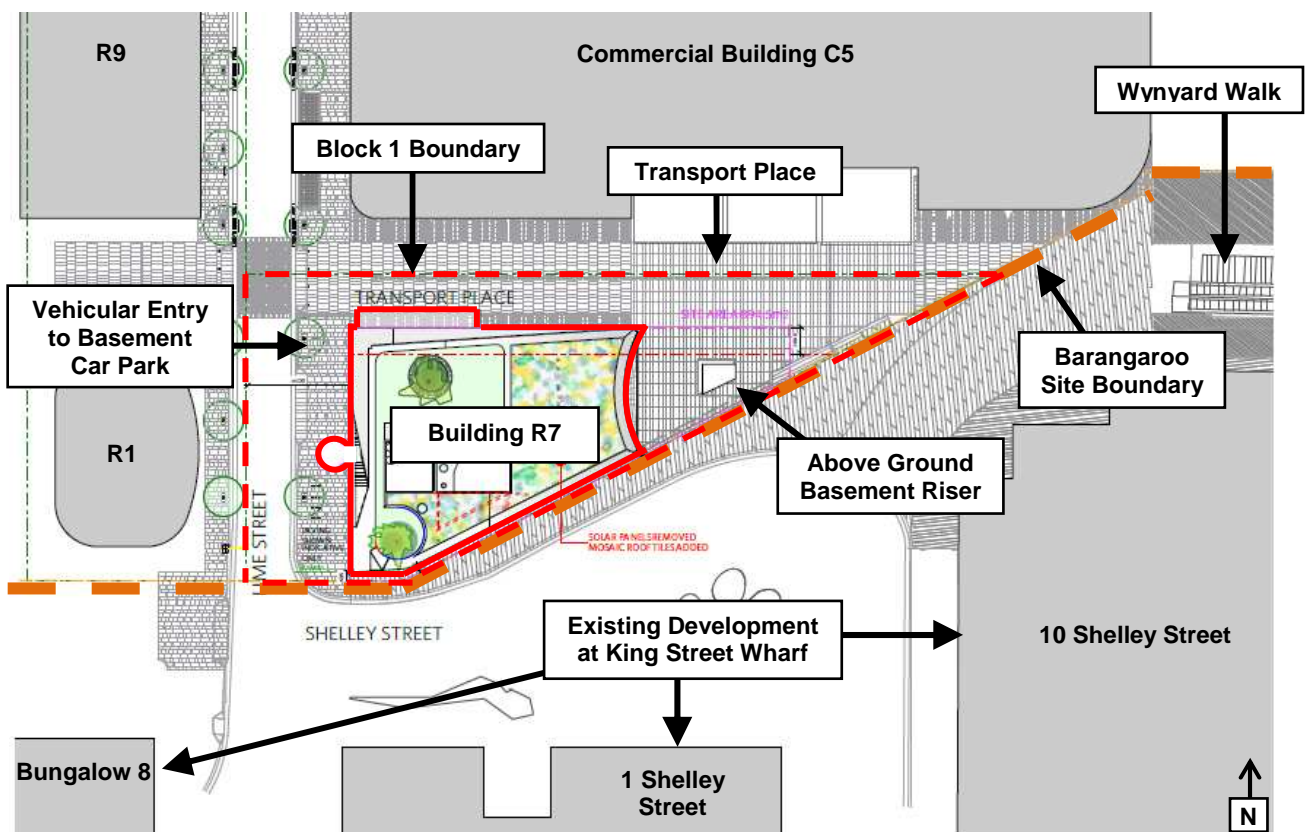 R9
Commercial Building C5
Wynyard Walk
Block 1 Boundary
Transport Place
Vehicular Entry
to Basement
Car Park
TRANSPORT PLACE
Barangaroo
Site Boundary
R1
Building R7
Above Ground
Basement Riser
LIME STREET
SOLAR PANELS REMOVED
MOSAIC ROOF TILES ADDED
SHELLEY STREET
Existing Development
at King Street Wharf
10 Shelley Street
Bungalow 8
1 Shelley
Street
N